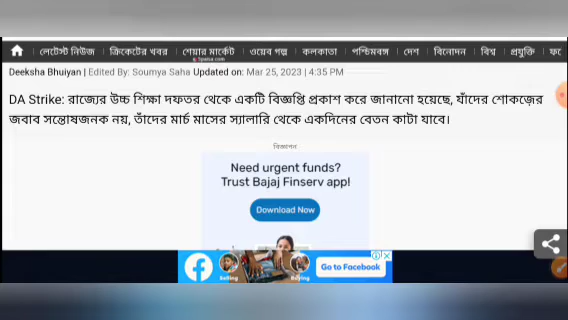 লেটেস্ট নিউজ | ক্রিকেটের খবর | শেয়ার মার্কেট | ওয়েব গল্প | কলকাতা | পশ্চিমবঙ্গ | দেশ | বিনোদন | বিশ্ব | প্রযুক্তি |
Deeksha Bhuiyan | Edited By: Soumya Saha Updated on: Mar 25, 2023 | 4:35 PM
DA Strike: রাজ্যের উচ্চ শিক্ষা দফতর থেকে একটি বিজ্ঞপ্তি প্রকাশ করে জানানো হয়েছে, যাঁদের শোকজ়ের
জবাব সন্তোষজনক নয়, তাঁদের মার্চ মাসের স্যালারি থেকে একদিনের বেতন কাটা যাবে।
বিজ্ঞাপন
Need urgent funds?
Trust Bajaj Finserv app!
Download Now
Selling
Buying
Go to Facebook